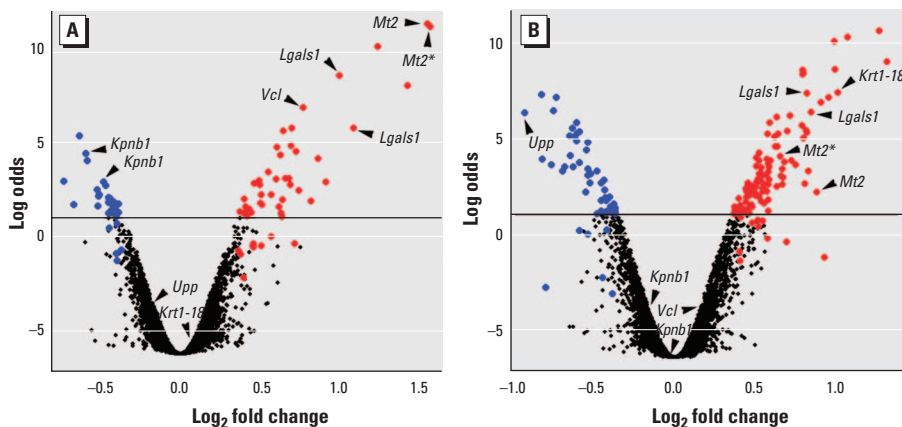 A
10
5
0
–5
Log odds
–0.5
0.0
0.5
1.0
1.5
Log2 fold change
Mt2
Mt2*
Lgals1
Vcl
Lgals1
Kpnb1
Kpnb1
Upp
Krt1-18
B
10
5
0
–5
Log odds
–1.0
–0.5
0.0
0.5
1.0
Log2 fold change
Krt1-18
Lgals1
Lgals1
Upp
Mt2*
Mt2
Kpnb1
Vcl
Kpnb1